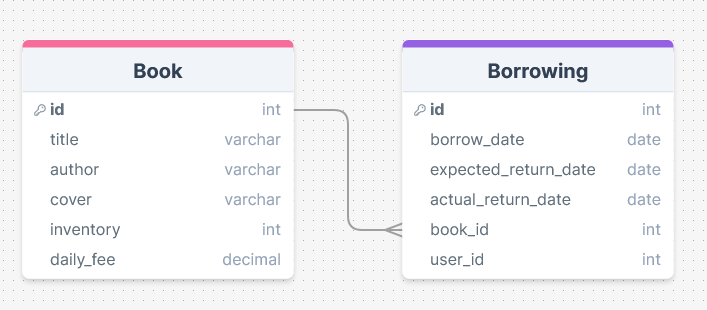 Book
id int
title varchar
author varchar
cover varchar
inventory int
daily_fee decimal
Borrowing
id int
borrow_date date
expected_return_date date
actual_return_date date
book_id int
user_id int